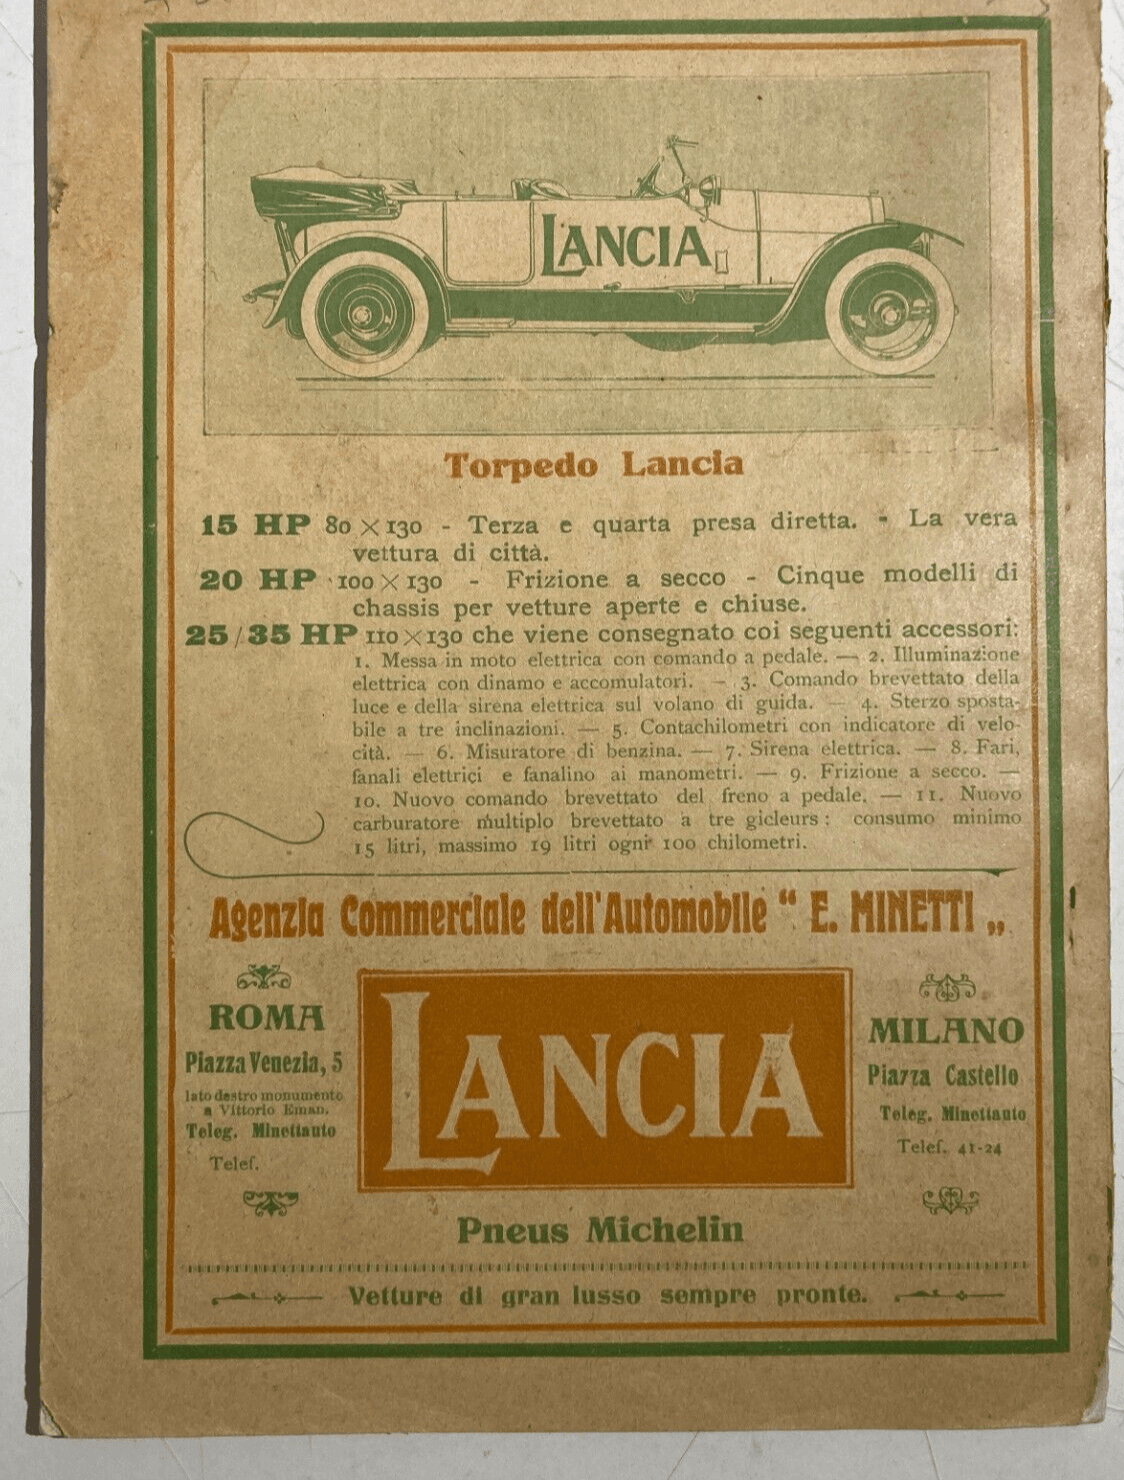 LANCIA
Torpedo Lancia
15 HP 80 × 130 - Terza e quarta presa diretta. - La vera
vettura di città.
20 HP 100 × 130 - Frizione a secco - Cinque modelli di
chassis per vetture aperte e chiuse.
25/35 HP 110 × 130 che viene consegnato coi seguenti accessori:
1. Messa in moto elettrica con comando a pedale. — 2. Illuminazione
elettrica con dinamo e accomulatori. — 3. Comando brevettato della
luce e della sirena elettrica sul volano di guida. — 4. Sterzo sposta-
bile a tre inclinazioni. — 5. Contachilometri con indicatore di velo-
cità. — 6. Misuratore di benzina. — 7. Sirena elettrica. — 8. Fari,
fanali elettrici e fanalino ai manometri. — 9. Frizione a secco. —
10. Nuovo comando brevettato del freno a pedale. — 11. Nuovo
carburatore multiplo brevettato a tre gicleurs : consumo minimo
15 litri, massimo 19 litri ogni 100 chilometri.
Agenzia Commerciale dell'Automobile “ E. MINETTI „
ROMA
Piazza Venezia, 5
lato destro monumento
a Vittorio Eman.
Teleg. Minettauto
Telef.
LANCIA
MILANO
Piazza Castello
Teleg. Minettauto
Telef. 41-24
Pneus Michelin
Vetture di gran lusso sempre pronte.